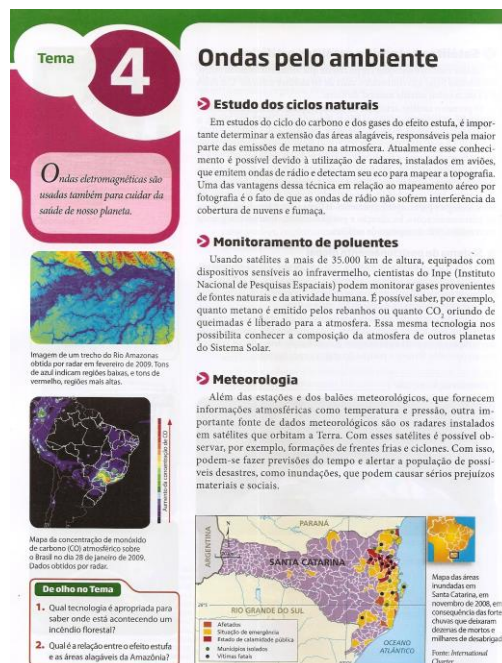 Tema
4
Ondas pelo ambiente
Ondas eletromagnéticas são
usadas também para cuidar da
saúde de nosso planeta.
Estudo dos ciclos naturais
Em estudos do ciclo do carbono e dos gases do efeito estufa, é impor-
tante determinar a extensão das áreas alagáveis, responsáveis pela maior
parte das emissões de metano na atmosfera. Atualmente esse conheci-
mento é possível devido à utilização de radares, instalados em aviões,
que emitem ondas de rádio e detectam seu eco para mapear a topografia.
Uma das vantagens dessa técnica em relação ao mapeamento aéreo por
fotografia é o fato de que as ondas de rádio não sofrem interferência da
cobertura de nuvens e fumaça.
Monitoramento de poluentes
Usando satélites a mais de 35.000 km de altura, equipados com
dispositivos sensíveis ao infravermelho, cientistas do Inpe (Instituto
Nacional de Pesquisas Espaciais) podem monitorar gases provenientes
de fontes naturais e da atividade humana. É possível saber, por exemplo,
quanto metano é emitido pelos rebanhos ou quanto CO₂ oriundo de
queimadas é liberado para a atmosfera. Essa mesma tecnologia nos
possibilita conhecer a composição da atmosfera de outros planetas
do Sistema Solar.
Meteorologia
Além das estações e dos balões meteorológicos, que fornecem
informações atmosféricas como temperatura e pressão, outra im-
portante fonte de dados meteorológicos são os radares instalados
em satélites que orbitam a Terra. Com esses satélites é possível ob-
servar, por exemplo, formações de frentes frias e ciclones. Com isso,
podem-se fazer previsões do tempo e alertar a população de possí-
veis desastres, como inundações, que podem causar sérios prejuízos
materiais e sociais.
Imagem de um trecho do Rio Amazonas
obtida por radar em fevereiro de 2009. Tons
de azul indicam regiões baixas, e tons de
vermelho, regiões mais altas.
Aumento da concentração de CO
Mapa da concentração de monóxido
de carbono (CO) atmosférico sobre
o Brasil no dia 28 de janeiro de 2009.
Dados obtidos por radar.
De olho no Tema
1. Qual tecnologia é apropriada para
saber onde está acontecendo um
incêndio florestal?
2. Qual é a relação entre o efeito estufa
e as áreas alagáveis da Amazônia?
ARGENTINA
PARANÁ
SANTA CATARINA
RIO GRANDE DO SUL
OCEANO
ATLÂNTICO
Afetados
Situação de emergência
Estado de calamidade pública
Municípios isolados
Vítimas fatais
Mapa das áreas
inundadas em
Santa Catarina, em
novembro de 2008, em
consequência das forte
chuvas que deixaram
dezenas de mortos e
milhares de desabrigad
Fonte: International
Charter